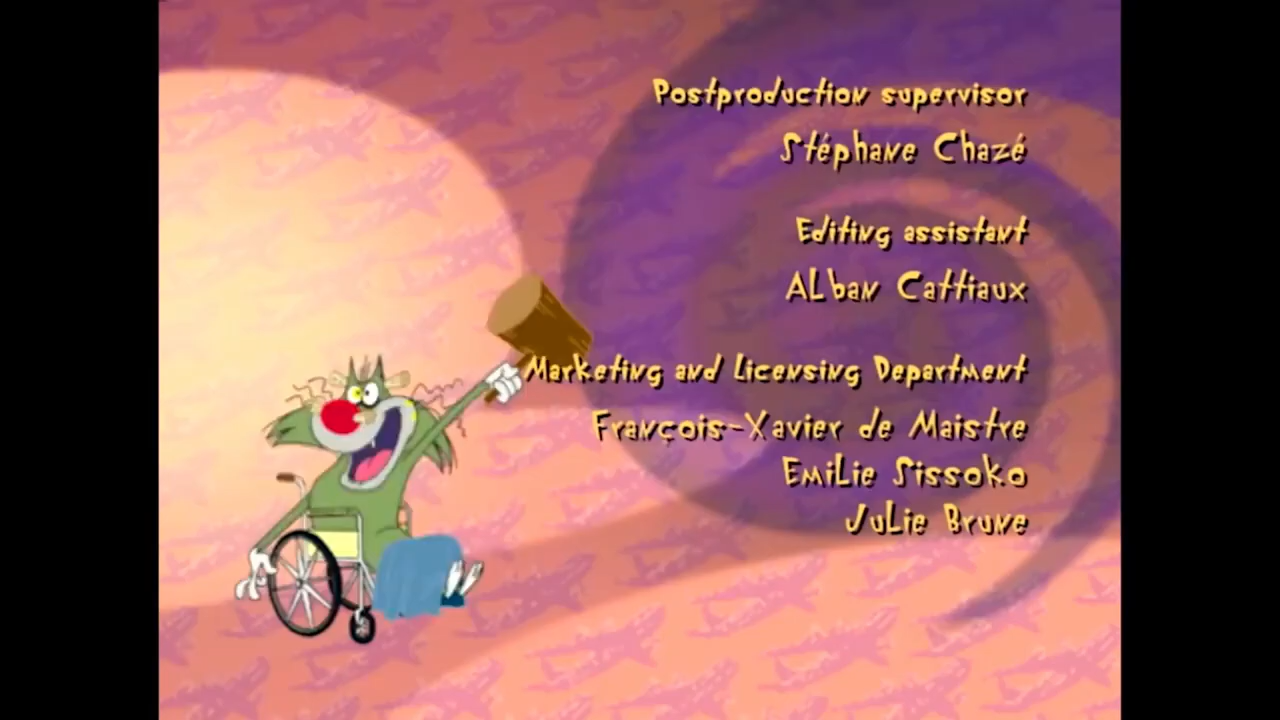 Postproduction supervisor
Stéphane Chazé
Editing assistant
Alban Cattiaux
Marketing and Licensing Department
François-Xavier de Maistre
Emilie Sissoko
Julie Brune